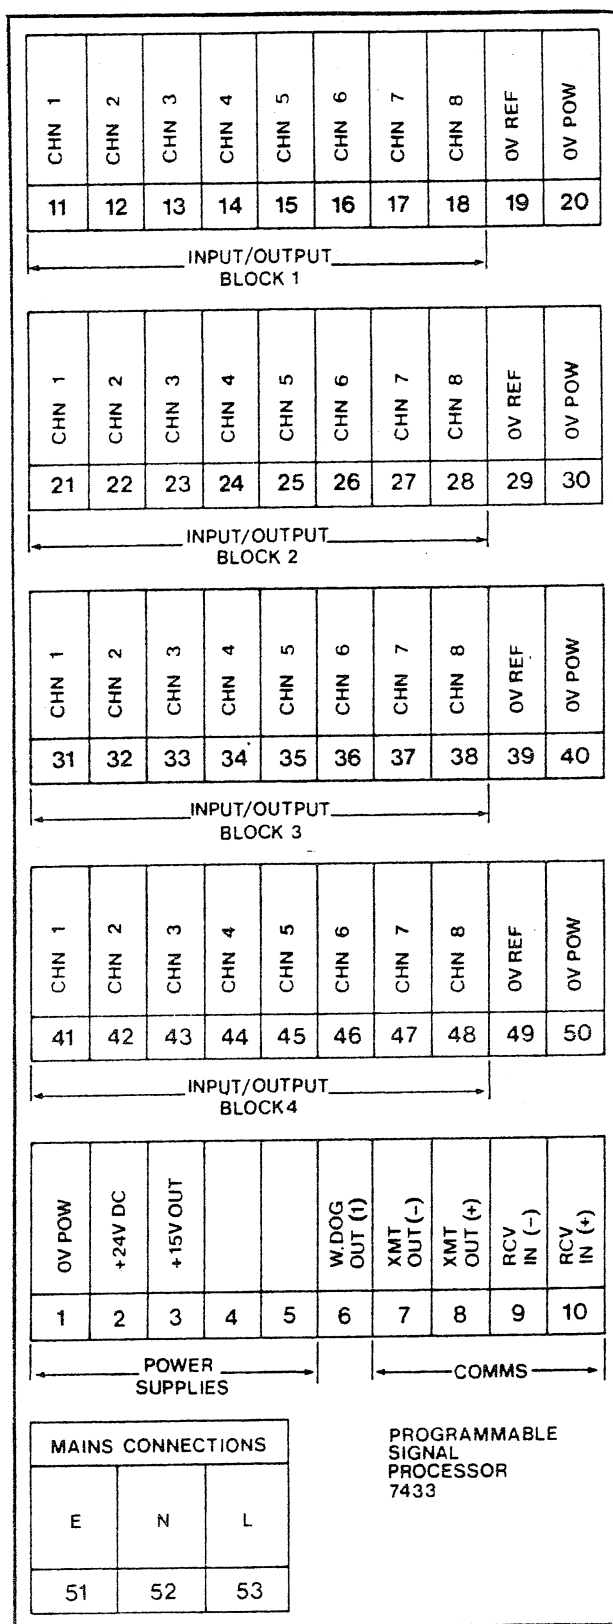 CHN 1 CHN 2 CHN 3 CHN 4 CHN 5 CHN 6 CHN 7 CHN 8 0V REF 0V POW
11 12 13 14 15 16 17 18 19 20
INPUT/OUTPUT
BLOCK 1
CHN 1 CHN 2 CHN 3 CHN 4 CHN 5 CHN 6 CHN 7 CHN 8 0V REF 0V POW
21 22 23 24 25 26 27 28 29 30
INPUT/OUTPUT
BLOCK 2
CHN 1 CHN 2 CHN 3 CHN 4 CHN 5 CHN 6 CHN 7 CHN 8 0V REF 0V POW
31 32 33 34 35 36 37 38 39 40
INPUT/OUTPUT
BLOCK 3
CHN 1 CHN 2 CHN 3 CHN 4 CHN 5 CHN 6 CHN 7 CHN 8 0V REF 0V POW
41 42 43 44 45 46 47 48 49 50
INPUT/OUTPUT
BLOCK4
0V POW
+24V DC
+15V OUT
W.DOG
OUT (1)
XMT
OUT (-)
XMT
OUT (+)
RCV
IN (-)
RCV
IN (+)
1 2 3 4 5 6 7 8 9 10
POWER
SUPPLIES
COMMS
MAINS CONNECTIONS
E N L
51 52 53
PROGRAMMABLE
SIGNAL
PROCESSOR
7433